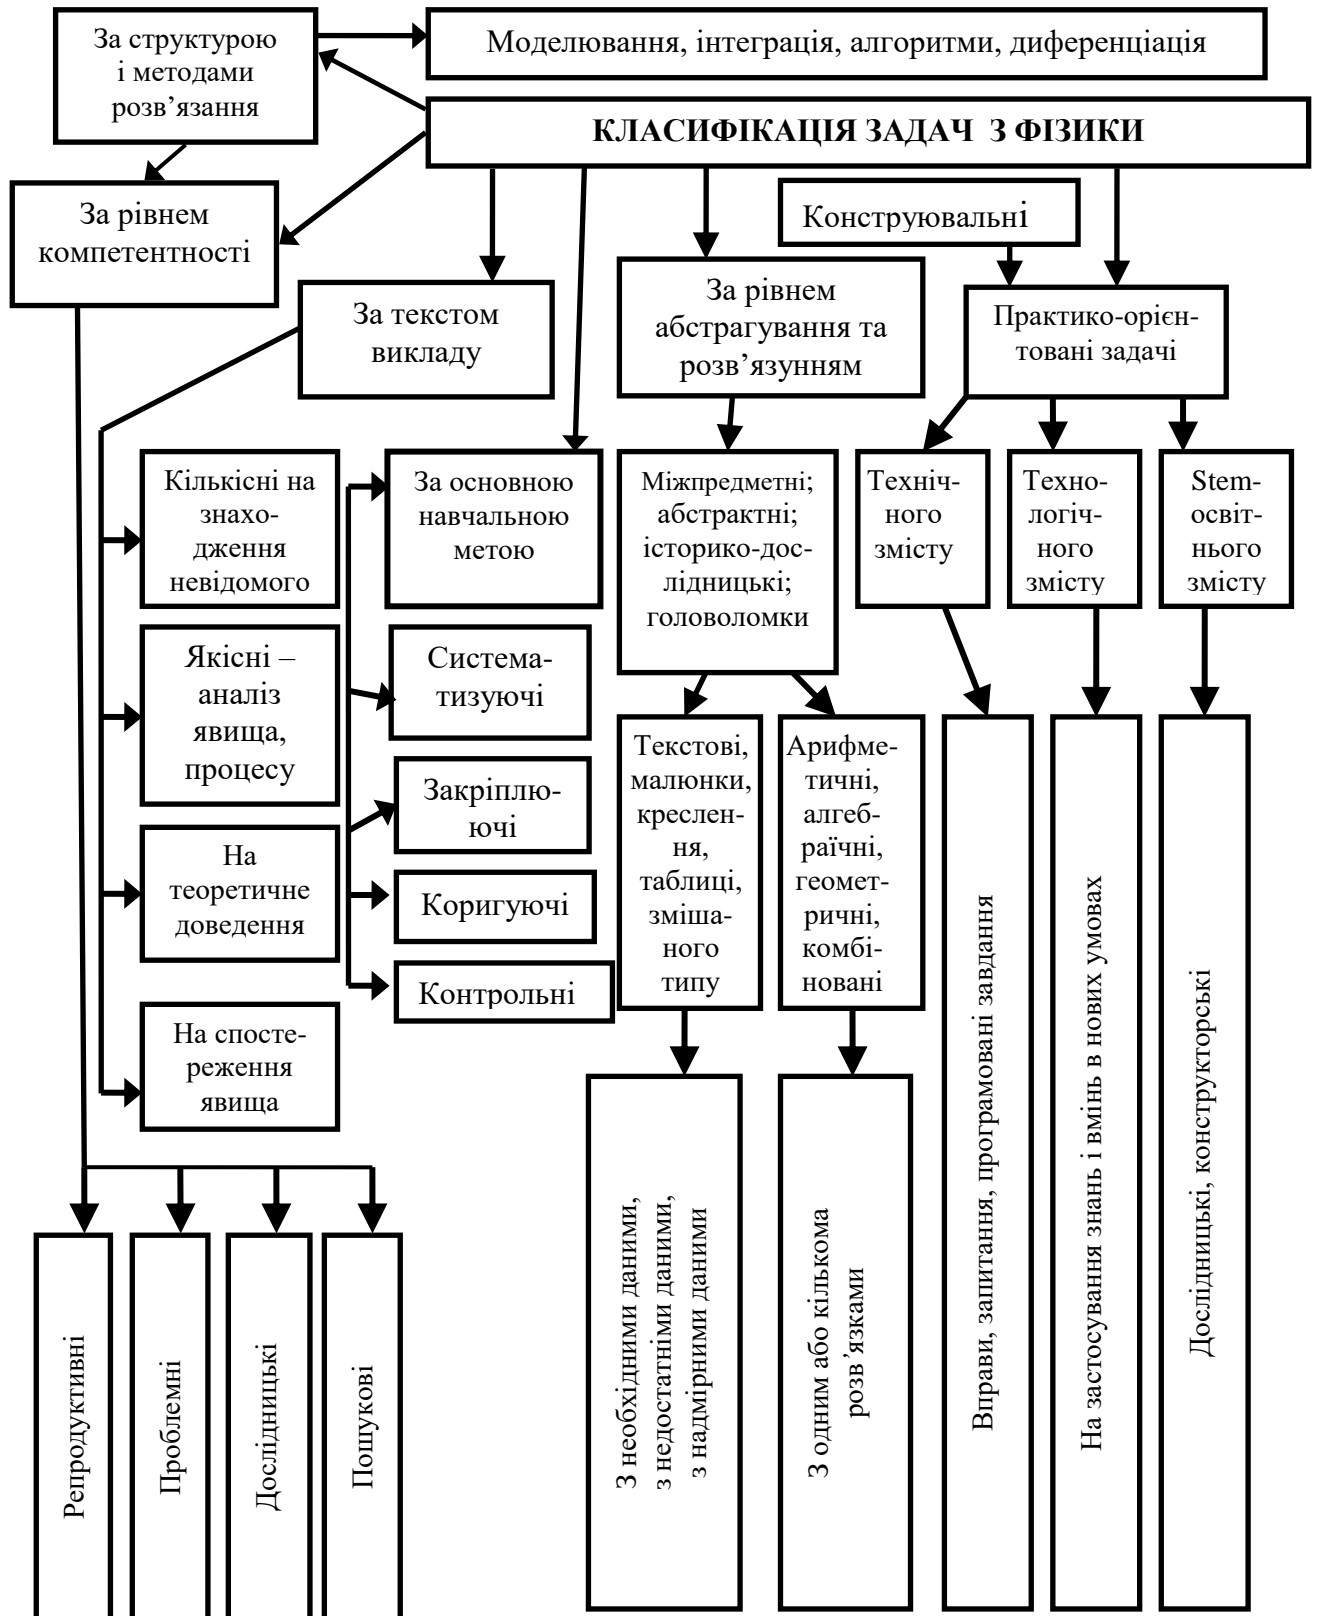 За структурою
і методами
розв’язання
Моделювання, інтеграція, алгоритми, диференціація
КЛАСИФІКАЦІЯ ЗАДАЧ З ФІЗИКИ
За рівнем
компетентності
Конструювальні
За текстом
викладу
За рівнем
абстрагування та
розв’язунням
Практико-орієн-
товані задачі
Кількісні на
знахо-
дження
невідомого
За основною
навчальною
метою
Міжпредметні;
абстрактні;
історико-дос-
лідницькі;
головоломки
Техніч-
ного
змісту
Техно-
логіч-
ного
змісту
Stem-
освіт-
нього
змісту
Якісні –
аналіз
явища,
процесу
Система-
тизуючі
Закріплю-
ючі
На
теоретичне
доведення
Коригуючі
Контрольні
На спосте-
реження
явища
Текстові,
малюнки,
креслен-
ня,
таблиці,
зміша-
ного
типу
Арифме-
тичні,
алгеб-
раїчні,
геомет-
ричні,
комбі-
новані
Вправи, запитання, програмовані завдання
На застосування знань і вмінь в нових умовах
Дослідницькі, конструкторські
З необхідними даними,
з недостатніми даними,
з надмірними даними
З одним або кількома
розв’язками
Репродуктивні
Проблемні
Дослідницькі
Пошукові